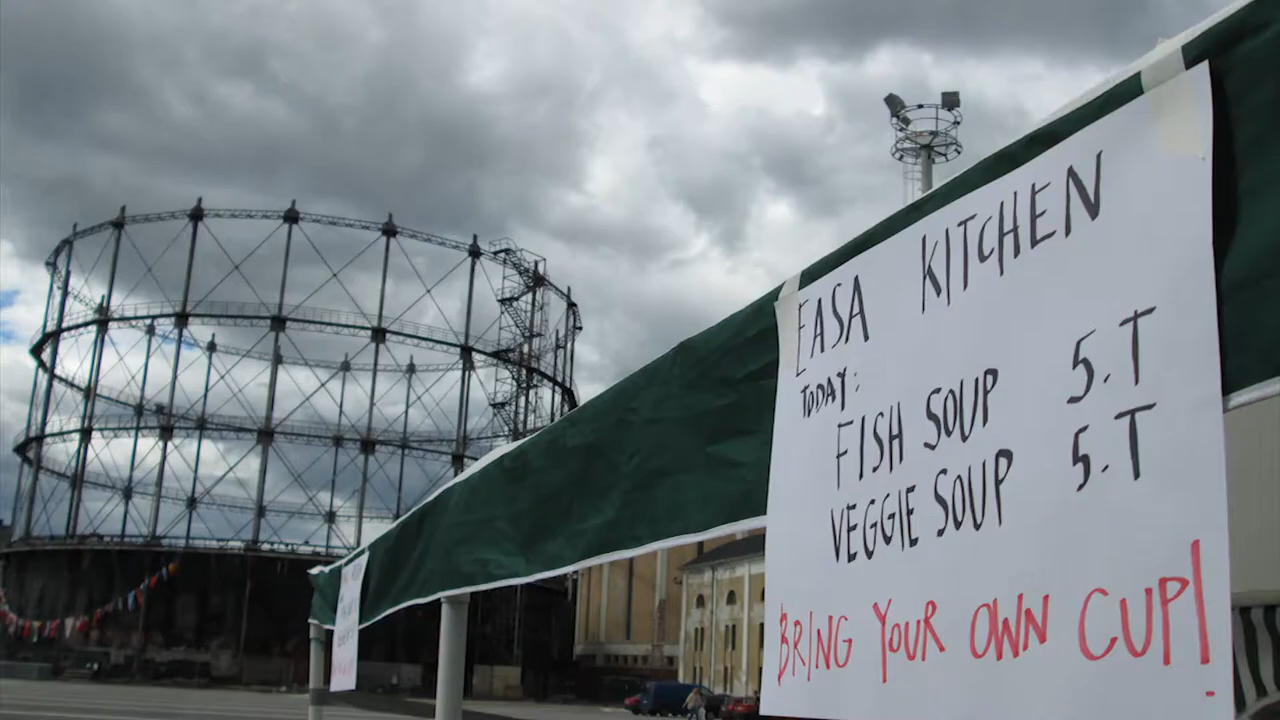 EASA KITCHEN
TODAY:
FISH SOUP 5.T
VEGGIE SOUP 5.T
BRING YOUR OWN CUP!